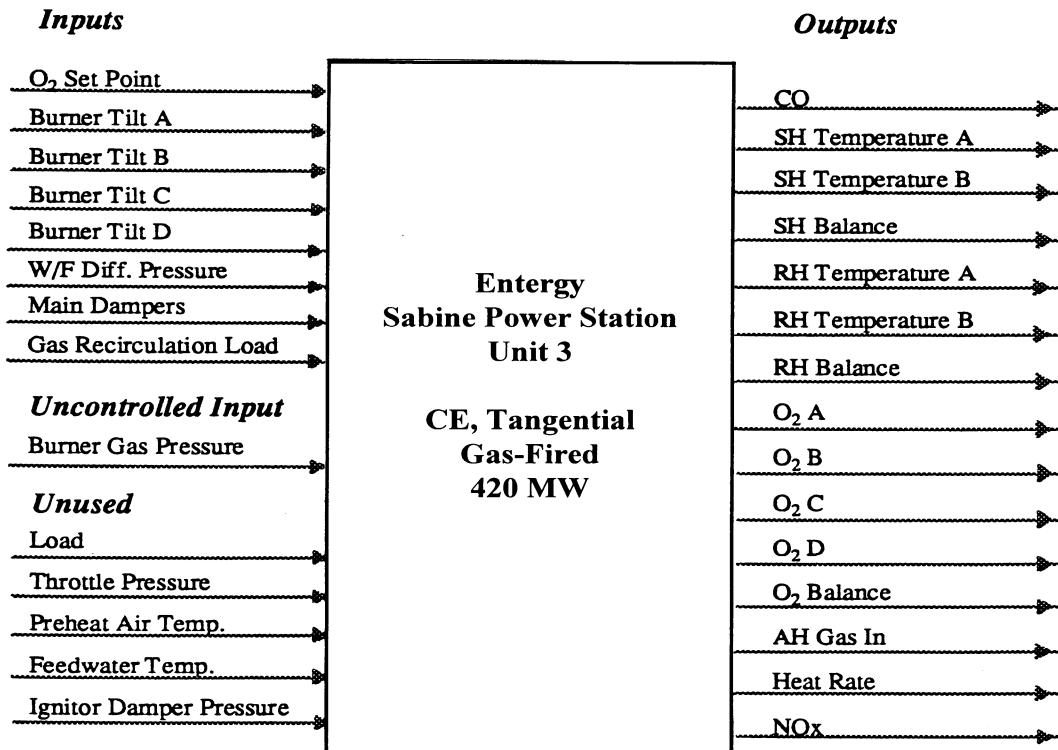 Inputs
O₂ Set Point
Burner Tilt A
Burner Tilt B
Burner Tilt C
Burner Tilt D
W/F Diff. Pressure
Main Dampers
Gas Recirculation Load
Uncontrolled Input
Burner Gas Pressure
Unused
Load
Throttle Pressure
Preheat Air Temp.
Feedwater Temp.
Ignitor Damper Pressure
Entergy
Sabine Power Station
Unit 3
CE, Tangential
Gas-Fired
420 MW
Outputs
CO
SH Temperature A
SH Temperature B
SH Balance
RH Temperature A
RH Temperature B
RH Balance
O₂ A
O₂ B
O₂ C
O₂ D
O₂ Balance
AH Gas In
Heat Rate
NOx